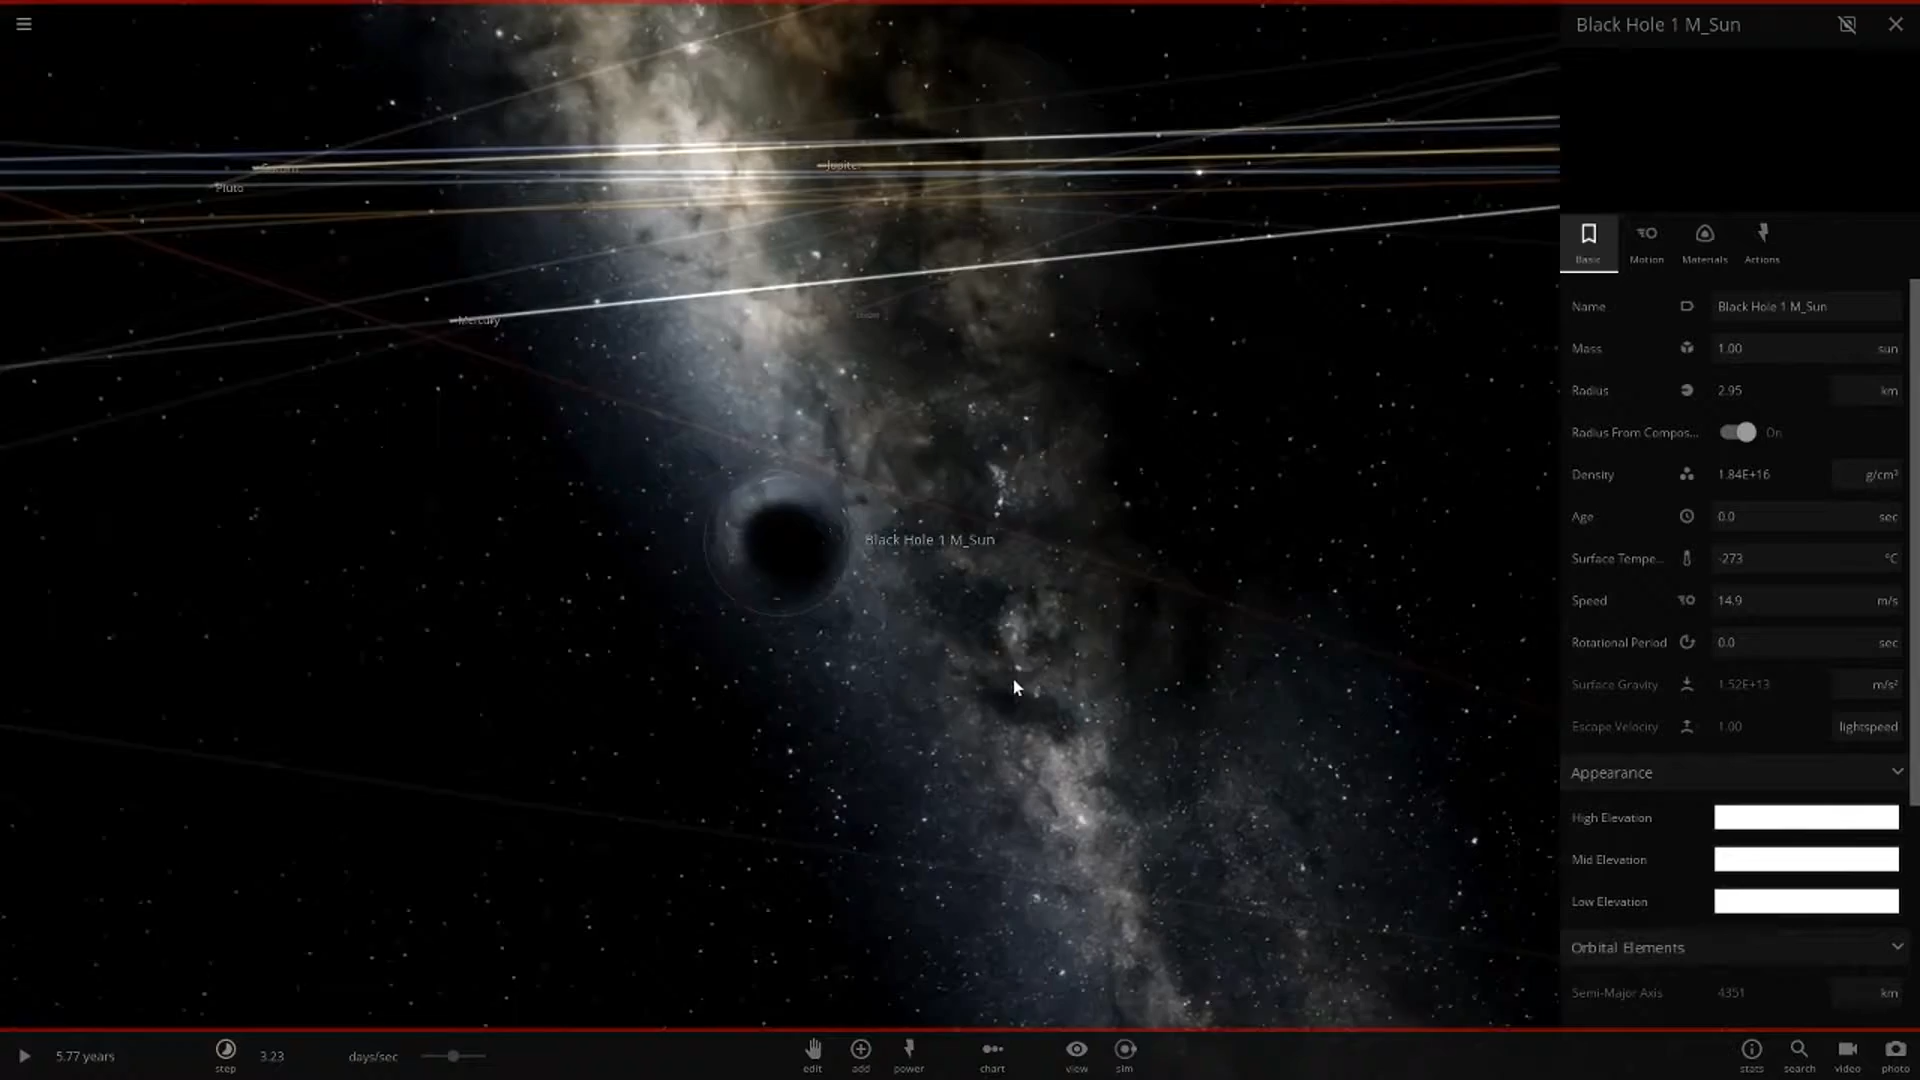 Black Hole 1 M_Sun
Jupiter
Saturn
Pluto
Mercury
Black Hole 1 M_Sun
Basic
Motion
Materials
Actions
Name Black Hole 1 M_Sun
Mass 1.00 sun
Radius 2.95 km
Radius From Compos... On
Density 1.84E+16 g/cm³
Age 0.0 sec
Surface Tempe... -273 °C
Speed 14.9 m/s
Rotational Period 0.0 sec
Surface Gravity 1.52E+13 m/s²
Escape Velocity 1.00 lightspeed
Appearance
High Elevation
Mid Elevation
Low Elevation
Orbital Elements
Semi-Major Axis 4351 km
5.77 years
step
3.23 days/sec
edit
add
power
chart
view
sim
stats
search
video
photo